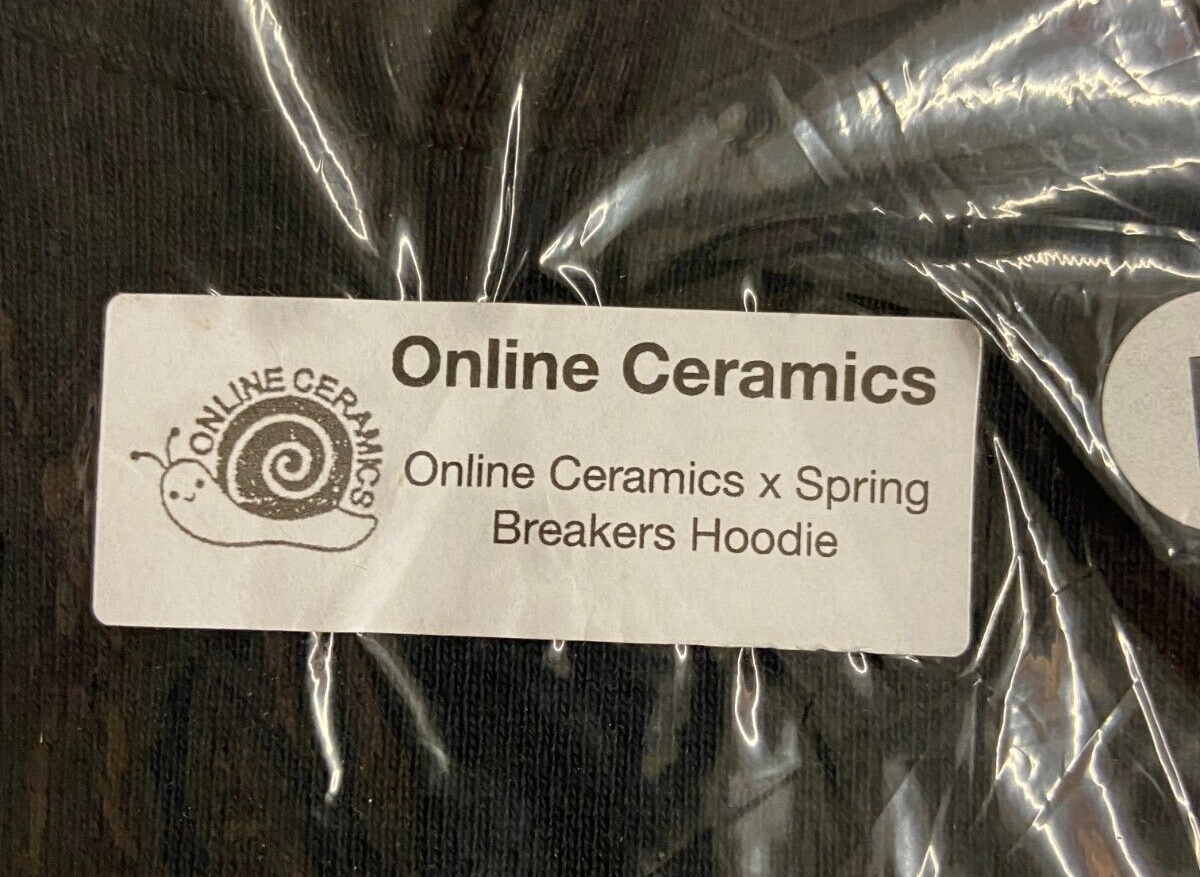 Online Ceramics
ONLINE CERAMICS
Online Ceramics x Spring
Breakers Hoodie